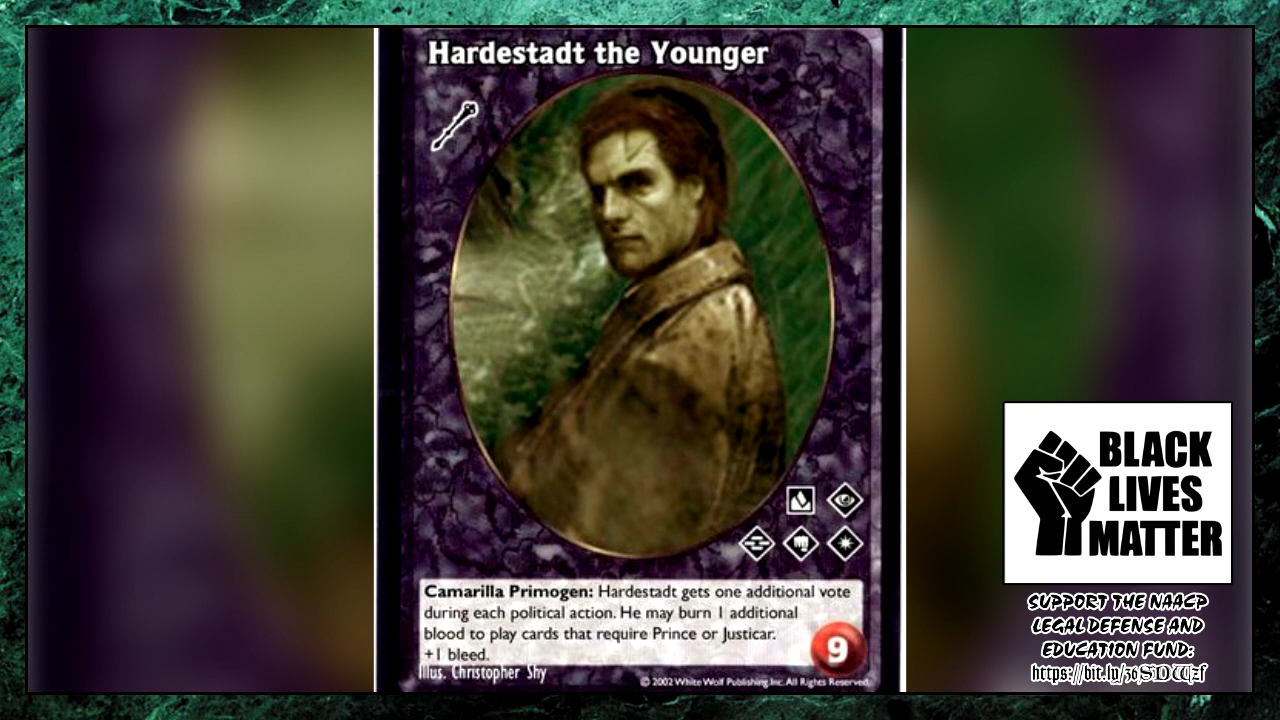 Hardestadt the Younger
Camarilla Primogen: Hardestadt gets one additional vote
during each political action. He may burn 1 additional
blood to play cards that require Prince or Justicar.
+1 bleed.
9
Illus. Christopher Shy
© 2002 White Wolf Publishing, Inc. All Rights Reserved.
BLACK
LIVES
MATTER
SUPPORT THE NAACP
LEGAL DEFENSE AND
EDUCATION FUND: